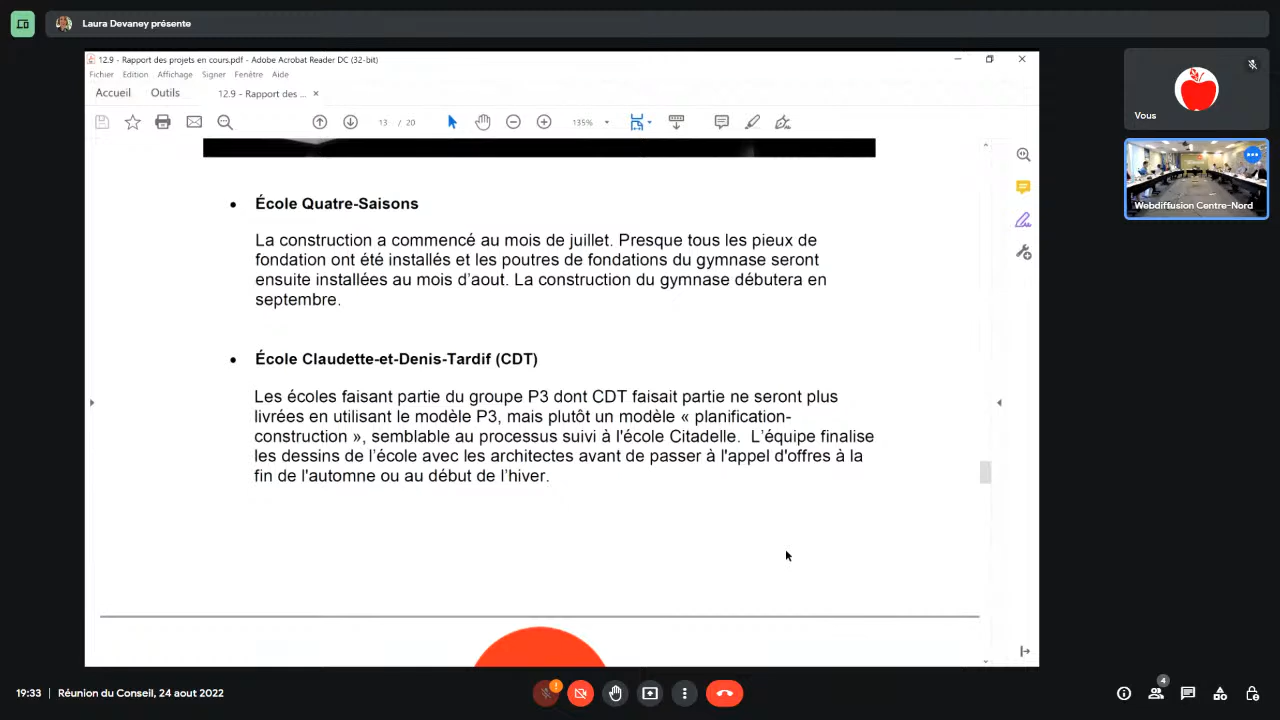 Laura Devaney présente
12.9 - Rapport des projets en cours.pdf - Adobe Acrobat Reader DC (32-bit)
Fichier Edition Affichage Signer Fenêtre Aide
Accueil Outils 12.9 - Rapport des ... ×
13 / 20 135%
• École Quatre-Saisons
La construction a commencé au mois de juillet. Presque tous les pieux de
fondation ont été installés et les poutres de fondations du gymnase seront
ensuite installées au mois d'aout. La construction du gymnase débutera en
septembre.
• École Claudette-et-Denis-Tardif (CDT)
Les écoles faisant partie du groupe P3 dont CDT faisait partie ne seront plus
livrées en utilisant le modèle P3, mais plutôt un modèle « planification-
construction », semblable au processus suivi à l'école Citadelle. L'équipe finalise
les dessins de l'école avec les architectes avant de passer à l'appel d'offres à la
fin de l'automne ou au début de l'hiver.
Vous
Webdiffusion Centre-Nord
19:33 | Réunion du Conseil, 24 aout 2022
4